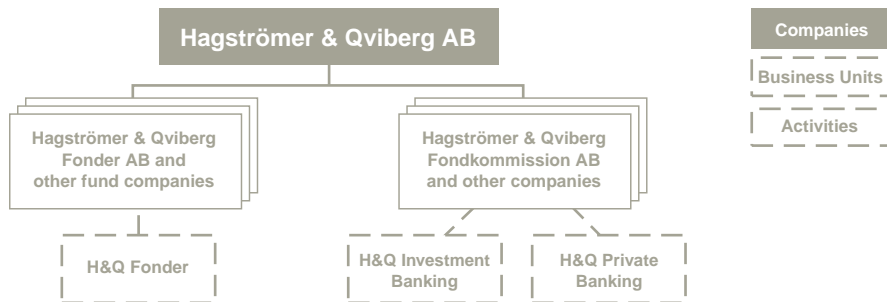 Hagströmer & Qviberg AB
Companies
Business Units
Activities
Hagströmer & Qviberg
Fonder AB and
other fund companies
Hagströmer & Qviberg
Fondkommission AB
and other companies
H&Q Fonder
H&Q Investment
Banking
H&Q Private
Banking